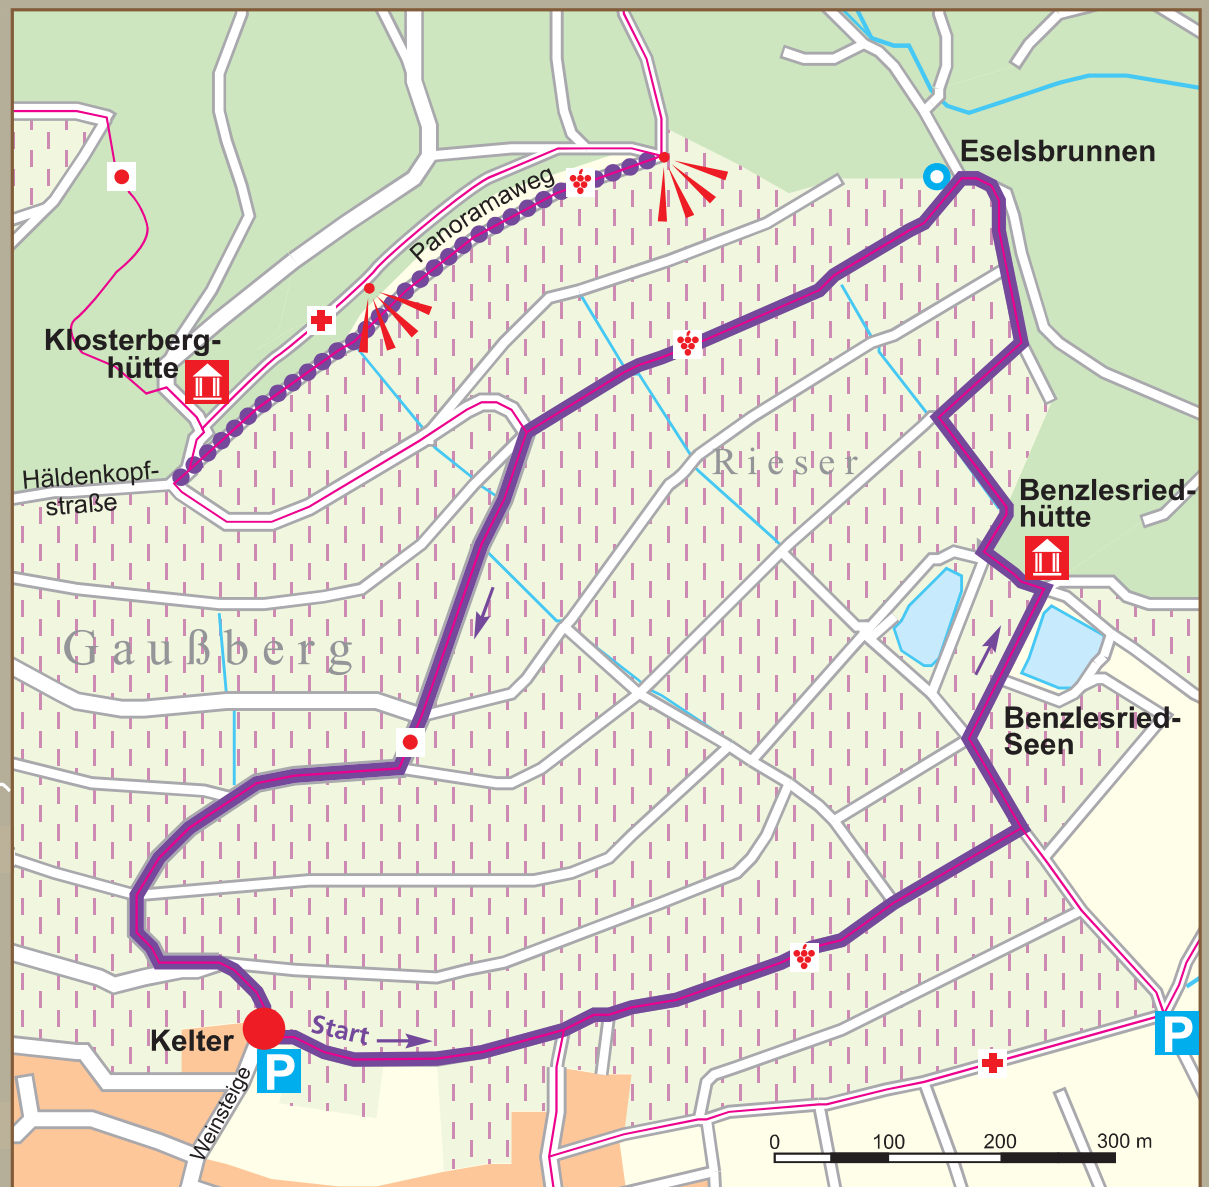 Eselsbrunnen
Panoramaweg
Klosterberg-
hütte
Häldenkopf-
straße
Rieser
Benzlesried-
hütte
Gaußberg
Benzlesried-
Seen
Start
Kelter
P
P
Weinsteige
0 100 200 300 m